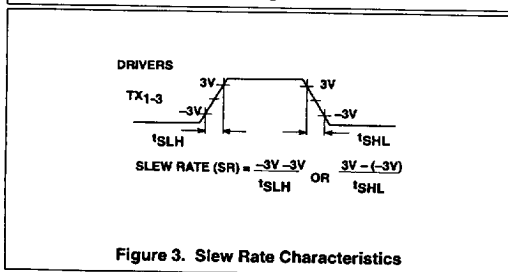 DRIVERS
3V 3V
TX1-3
–3V –3V
tSLH tSHL
SLEW RATE (SR) = –3V –3V / tSLH OR 3V – (–3V) / tSHL
Figure 3. Slew Rate Characteristics